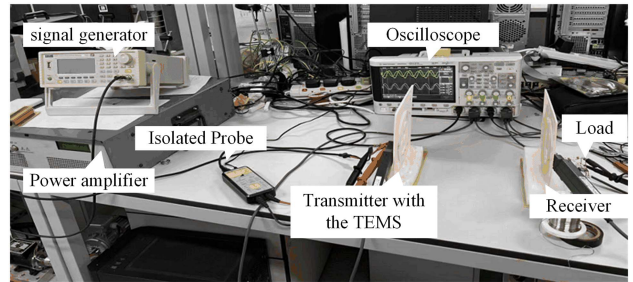 signal generator
Oscilloscope
Isolated Probe
Load
Power amplifier
Transmitter with
the TEMS
Receiver